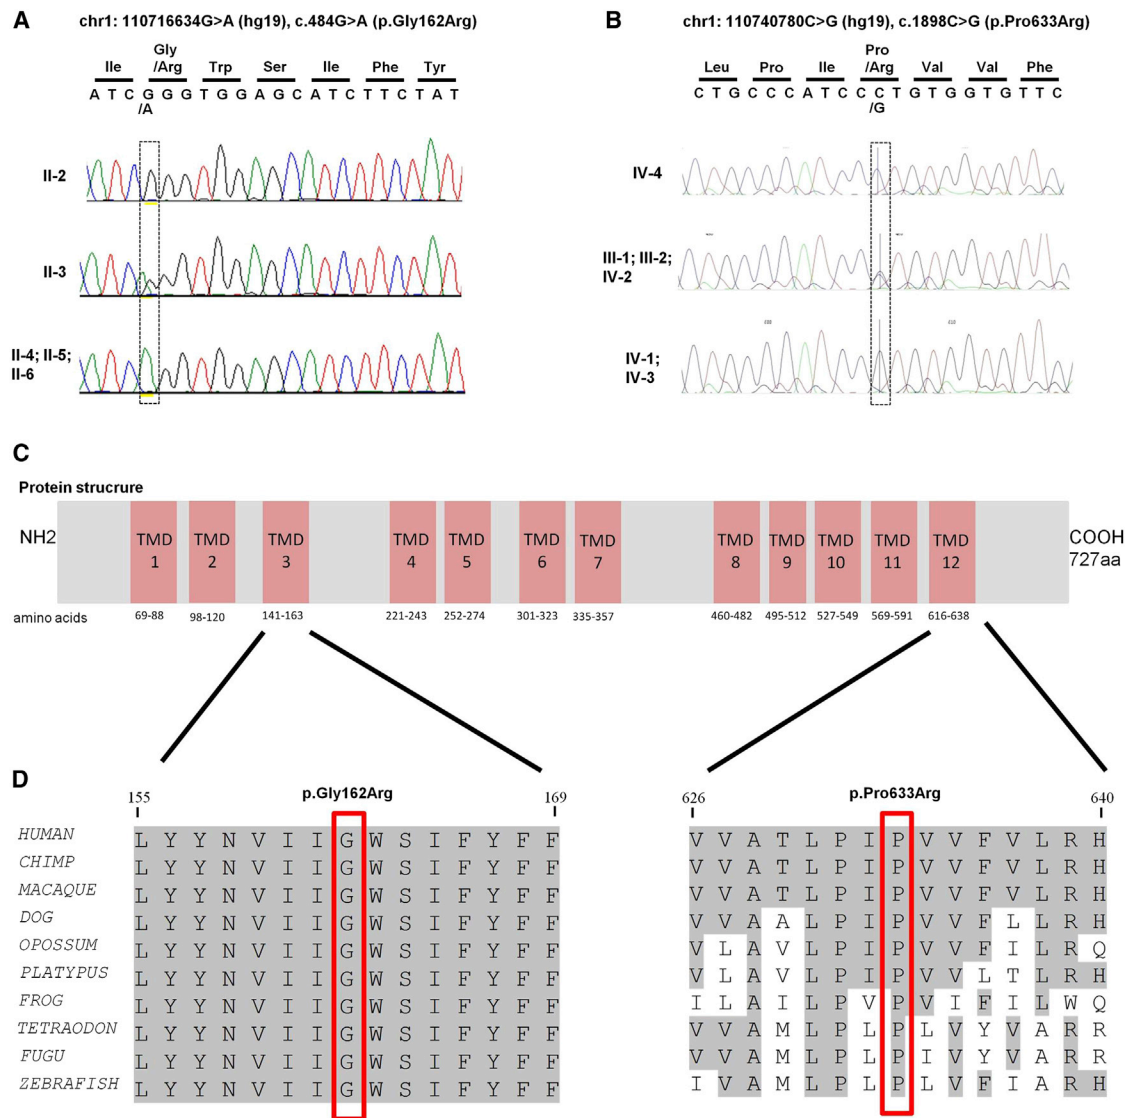 A
chr1: 110716634G>A (hg19), c.484G>A (p.Gly162Arg)
Ile Gly/Arg Trp Ser Ile Phe Tyr
A T C G G G T G G A G C A T C T T C T A T
/A
II-2
II-3
II-4; II-5;
II-6
B
chr1: 110740780C>G (hg19), c.1898C>G (p.Pro633Arg)
Leu Pro Ile Pro/Arg Val Val Phe
C T G C C C A T C C C T G T G G T G T T C
/G
IV-4
III-1; III-2;
IV-2
IV-1;
IV-3
C
Protein strucrure
NH2
TMD 1
TMD 2
TMD 3
TMD 4
TMD 5
TMD 6
TMD 7
TMD 8
TMD 9
TMD 10
TMD 11
TMD 12
COOH
727aa
amino acids 69-88 98-120 141-163 221-243 252-274 301-323 335-357 460-482 495-512 527-549 569-591 616-638
D
155 p.Gly162Arg 169
626 p.Pro633Arg 640
HUMAN L Y Y N V I I G W S I F Y F F V V A T L P I P V V F V L R H
CHIMP L Y Y N V I I G W S I F Y F F V V A T L P I P V V F V L R H
MACAQUE L Y Y N V I I G W S I F Y F F V V A T L P I P V V F V L R H
DOG L Y Y N V I I G W S I F Y F F V V A A L P I P V V F L L R H
OPOSSUM L Y Y N V I I G W S I F Y F F V L A V L P I P V V F I L R Q
PLATYPUS L Y Y N V I I G W S I F Y F F V L A V L P I P V V L T L R H
FROG L Y Y N V I I G W S I F Y F F I L A I L P V P V I F I L W Q
TETRAODON L Y Y N V I I G W S I F Y F F V V A M L P L P L V Y V A R R
FUGU L Y Y N V I I G W S I F Y F F V V A M L P L P I V Y V A R R
ZEBRAFISH L Y Y N V I I G W S I F Y F F I V A M L P L P L V F I A R H